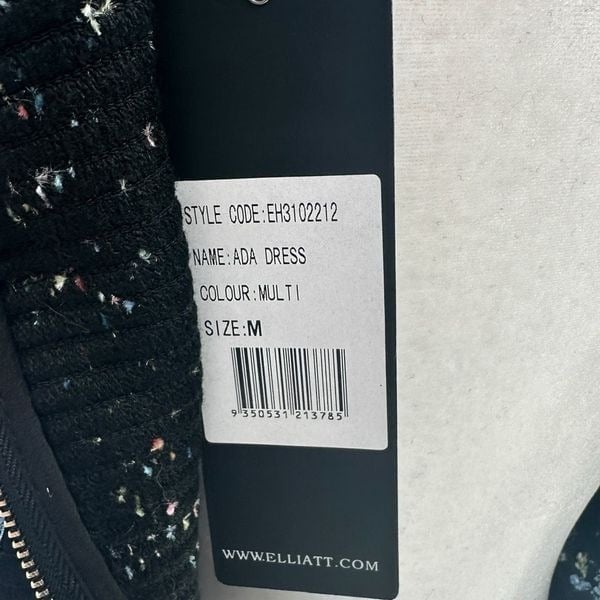 STYLE CODE:EH3102212
NAME:ADA DRESS
COLOUR:MULTI
SIZE:M
9 350531 213785
WWW.ELLIATT.COM